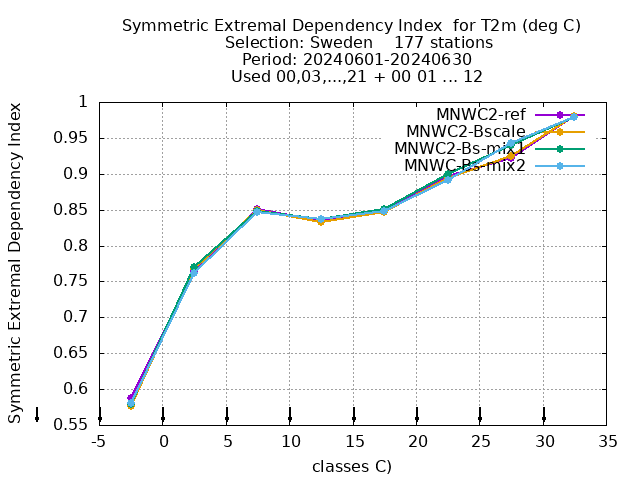 Symmetric Extremal Dependency Index  for T2m (deg C)
Selection: Sweden    177 stations
Period: 20240601-20240630
Used 00,03,...,21 + 00 01 ... 12
Symmetric Extremal Dependency Index
1
0.95
0.9
0.85
0.8
0.75
0.7
0.65
0.6
0.55
MNWC2-ref
MNWC2-Bscale
MNWC2-Bs-mix1
MNWC-Bs-mix2
-5 0 5 10 15 20 25 30 35
classes C)